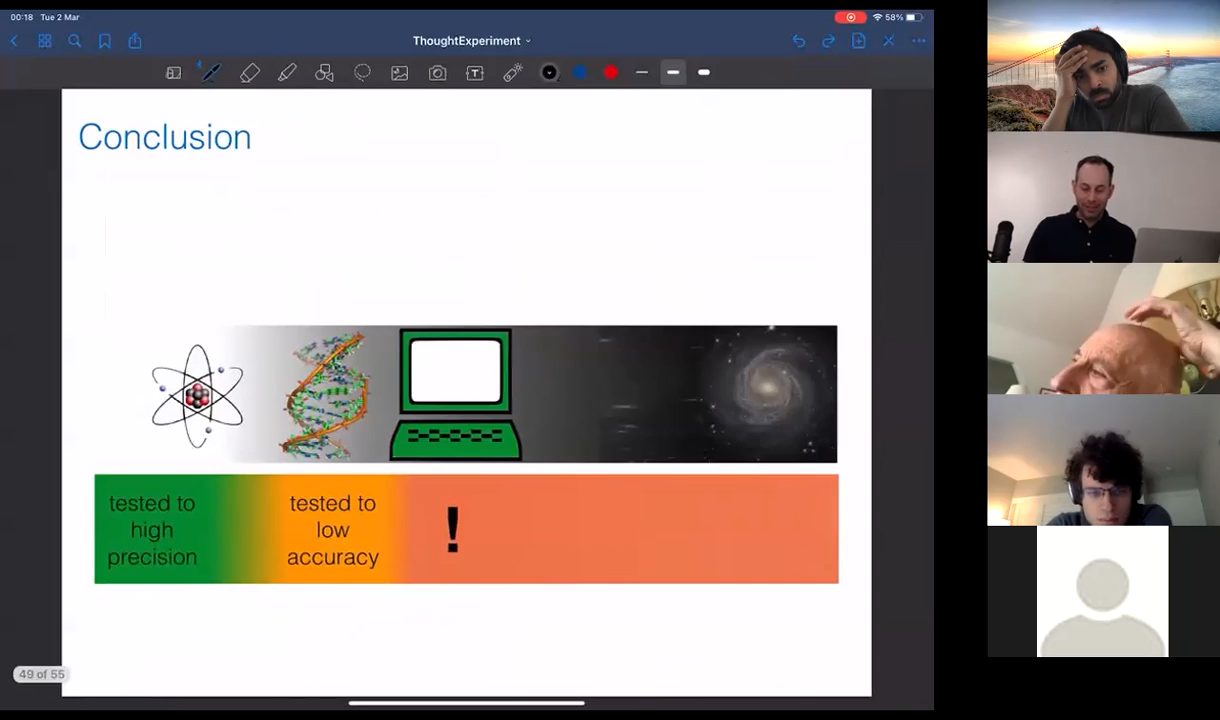 00:18 Tue 2 Mar
58%
ThoughtExperiment
T
Conclusion
tested to
high
precision
tested to
low
accuracy
!
49 of 55